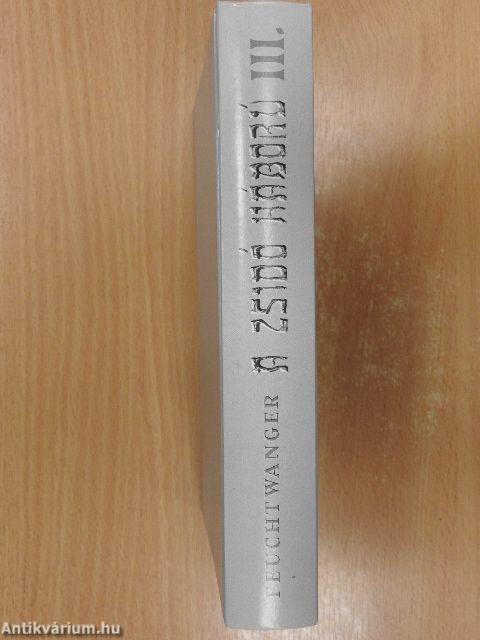 FEUCHTWANGER A ZSIDÓ HÁBORÚ III.
Antikvárium.hu